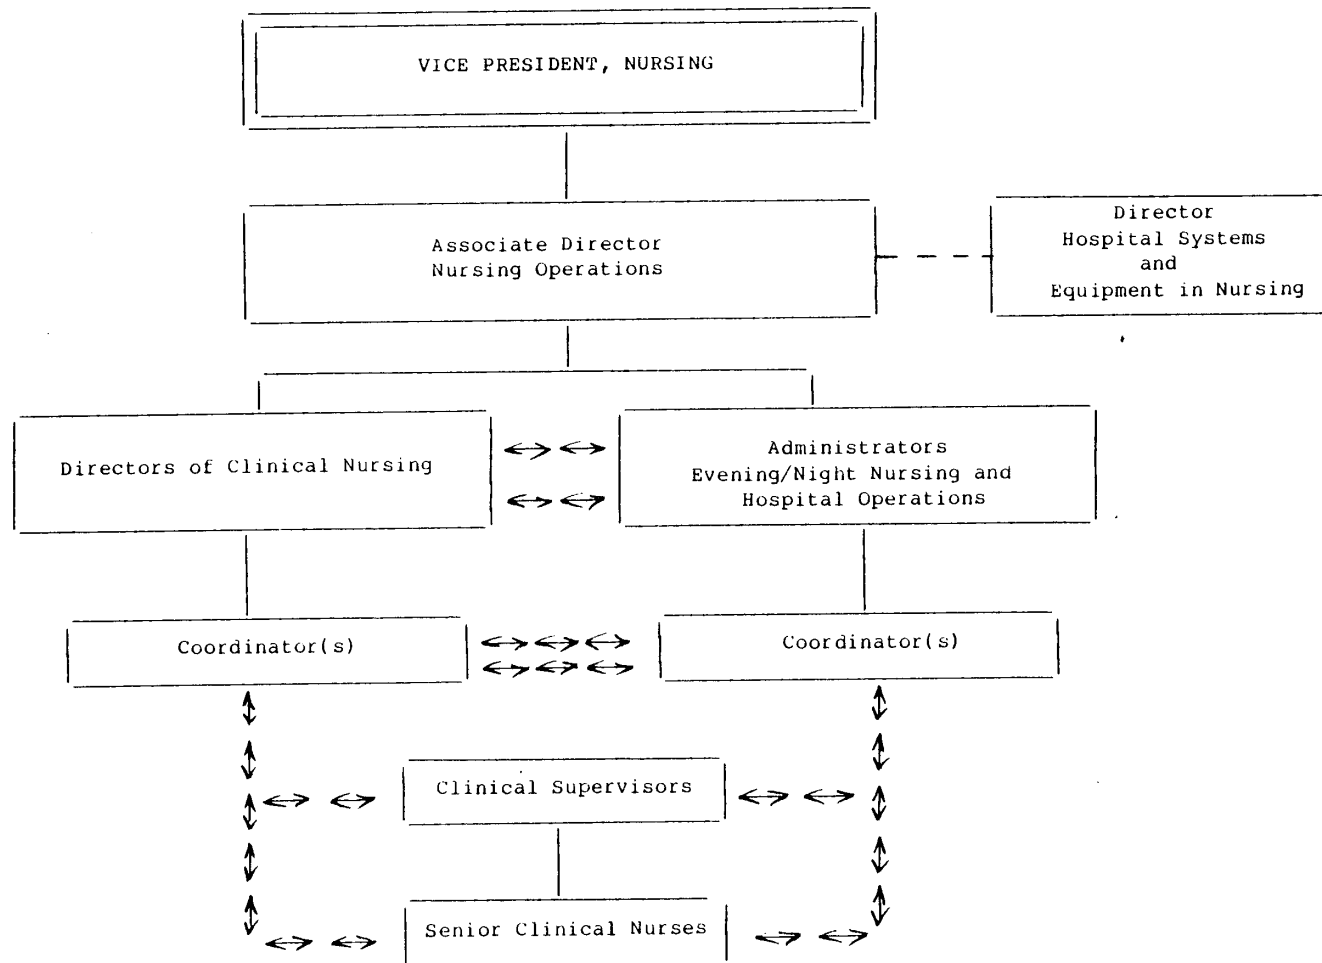 VICE PRESIDENT, NURSING
Associate Director
Nursing Operations
Director
Hospital Systems
and
Equipment in Nursing
Directors of Clinical Nursing
Administrators
Evening/Night Nursing and
Hospital Operations
Coordinator(s)
Coordinator(s)
Clinical Supervisors
Senior Clinical Nurses